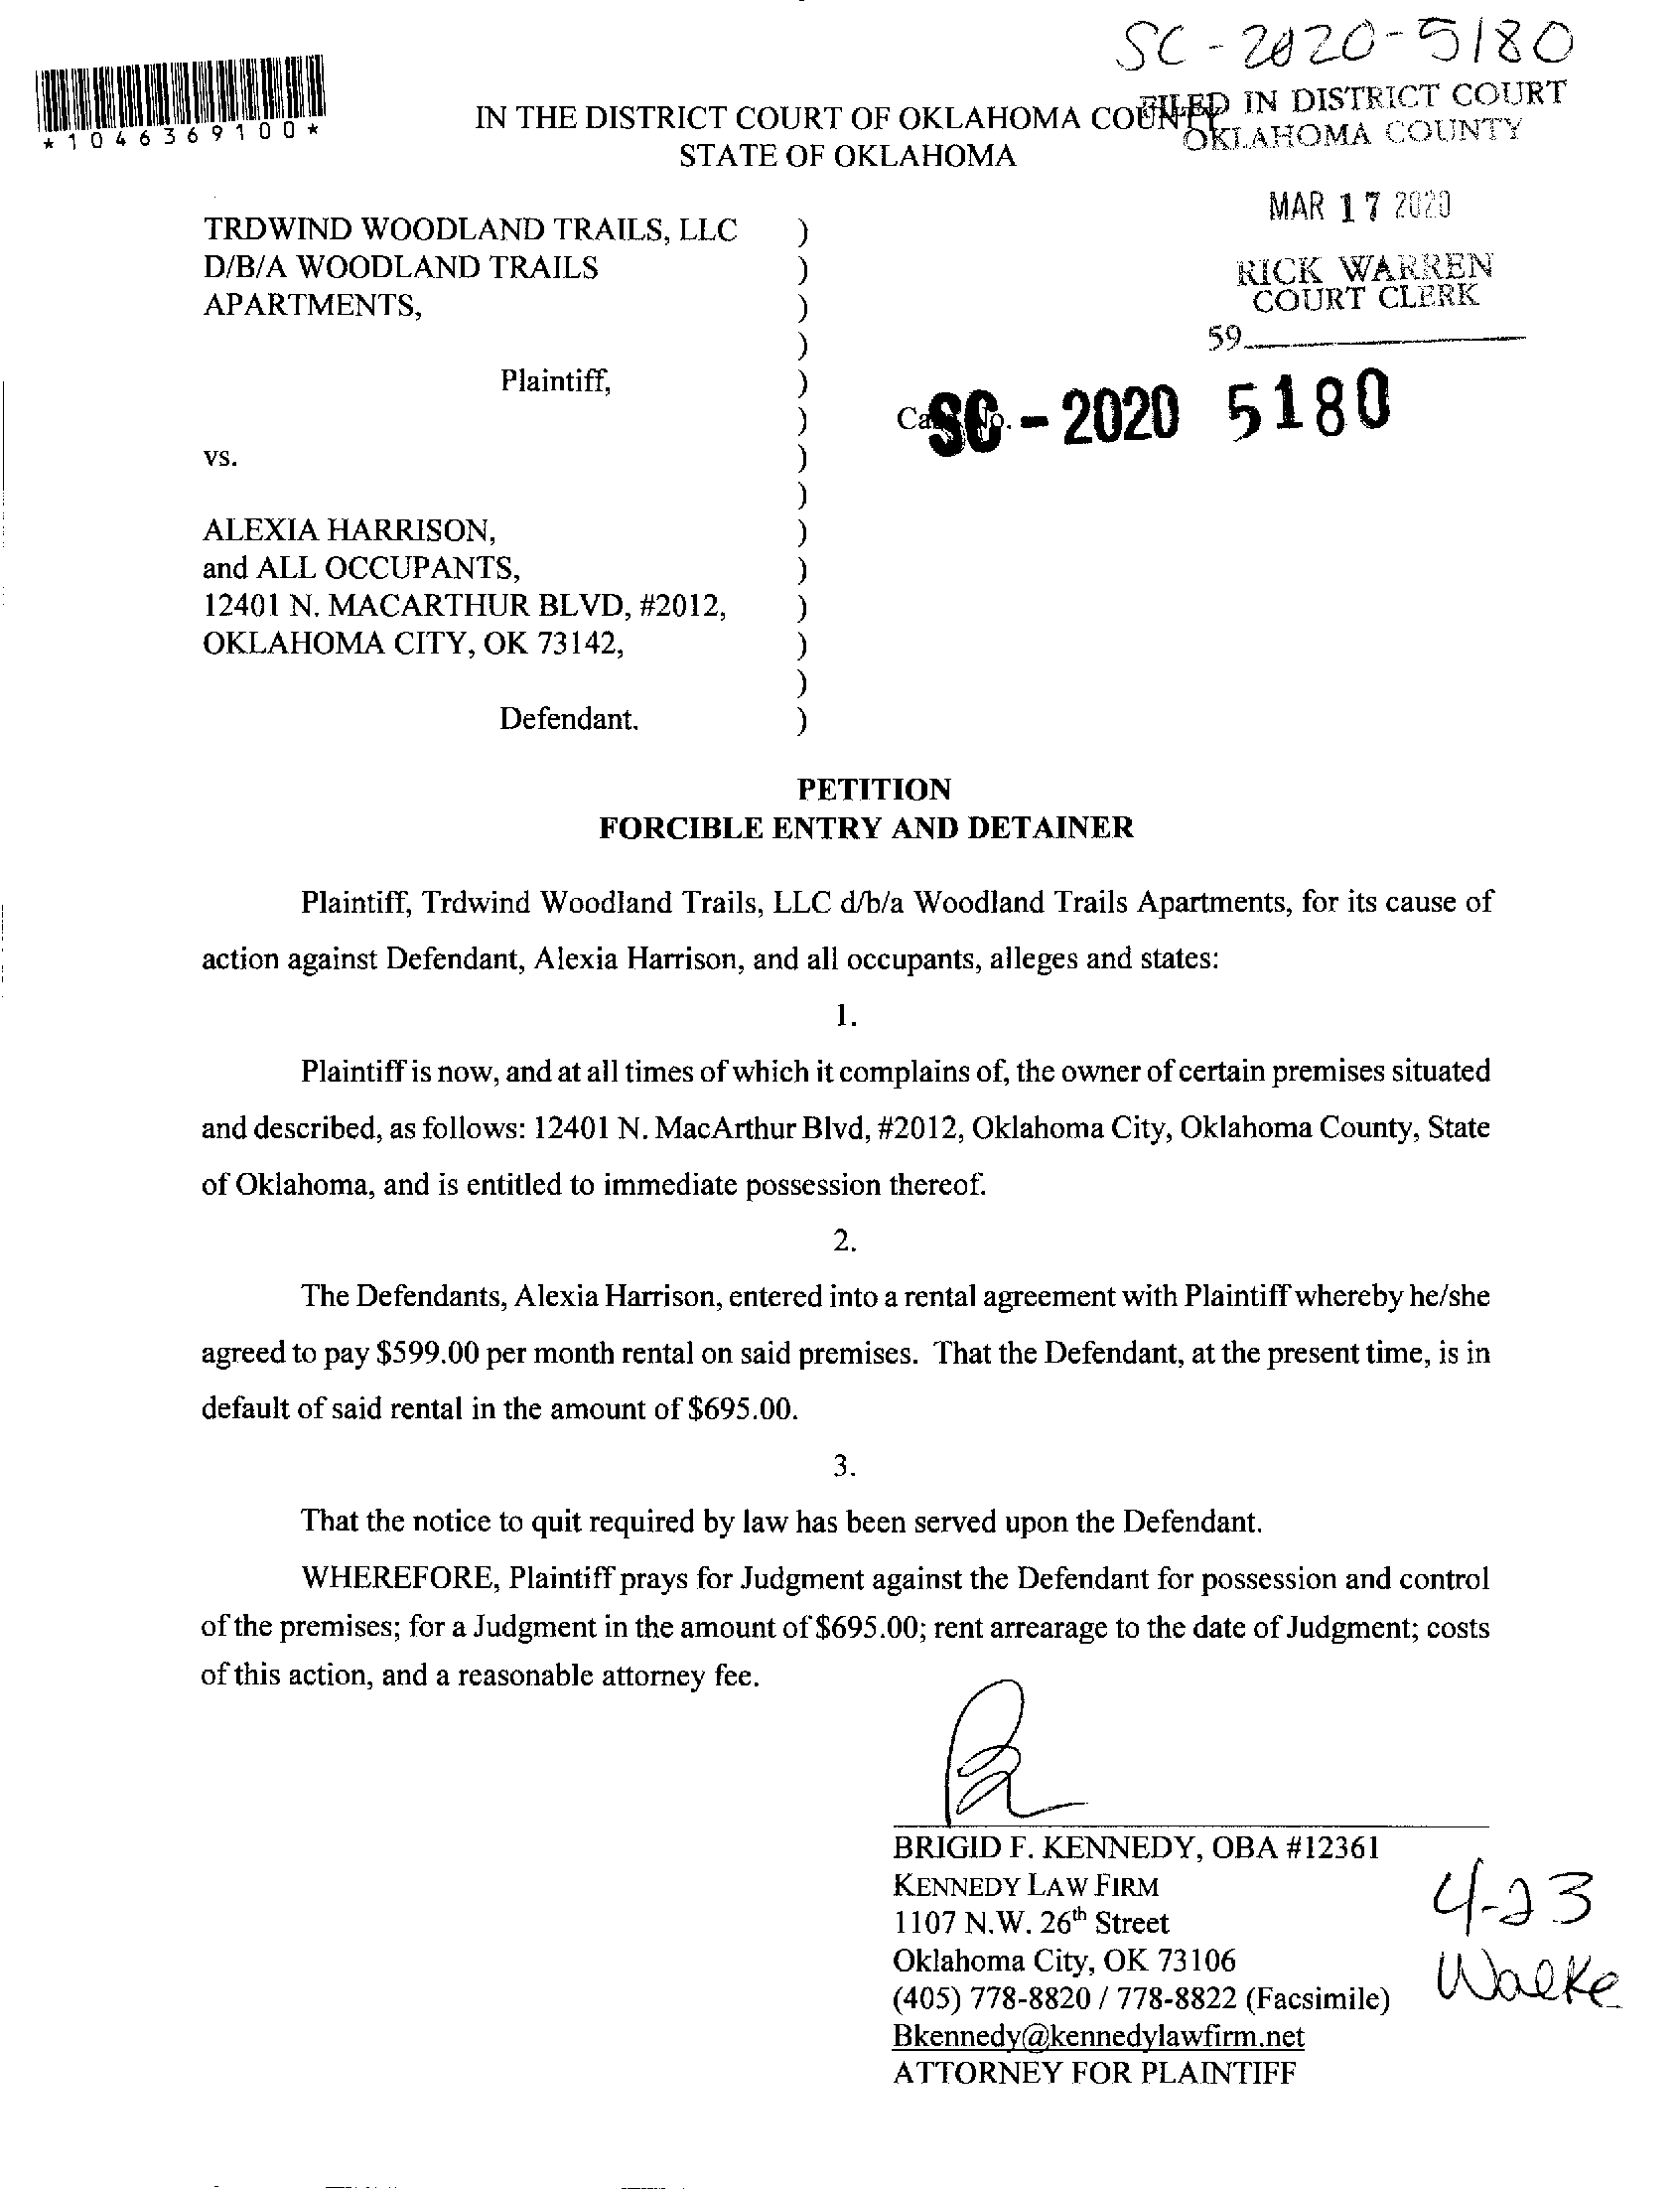 SC-2020-5180
*1046369100*
IN THE DISTRICT COURT OF OKLAHOMA COUNTY
STATE OF OKLAHOMA
FILED IN DISTRICT COURT
OKLAHOMA COUNTY
MAR 17 2020
RICK WARREN
COURT CLERK
59
TRDWIND WOODLAND TRAILS, LLC )
D/B/A WOODLAND TRAILS )
APARTMENTS, )
)
Plaintiff, )
) Case No. SC - 2020 5180
vs. )
)
ALEXIA HARRISON, )
and ALL OCCUPANTS, )
12401 N. MACARTHUR BLVD, #2012, )
OKLAHOMA CITY, OK 73142, )
)
Defendant. )
PETITION
FORCIBLE ENTRY AND DETAINER
Plaintiff, Trdwind Woodland Trails, LLC d/b/a Woodland Trails Apartments, for its cause of
action against Defendant, Alexia Harrison, and all occupants, alleges and states:
1.
Plaintiff is now, and at all times of which it complains of, the owner of certain premises situated
and described, as follows: 12401 N. MacArthur Blvd, #2012, Oklahoma City, Oklahoma County, State
of Oklahoma, and is entitled to immediate possession thereof.
2.
The Defendants, Alexia Harrison, entered into a rental agreement with Plaintiff whereby he/she
agreed to pay $599.00 per month rental on said premises. That the Defendant, at the present time, is in
default of said rental in the amount of $695.00.
3.
That the notice to quit required by law has been served upon the Defendant.
WHEREFORE, Plaintiff prays for Judgment against the Defendant for possession and control
of the premises; for a Judgment in the amount of $695.00; rent arrearage to the date of Judgment; costs
of this action, and a reasonable attorney fee.
BRIGID F. KENNEDY, OBA #12361
KENNEDY LAW FIRM
1107 N.W. 26th Street
Oklahoma City, OK 73106
(405) 778-8820 / 778-8822 (Facsimile)
Bkennedy@kennedylawfirm.net
ATTORNEY FOR PLAINTIFF
4-23
Walke